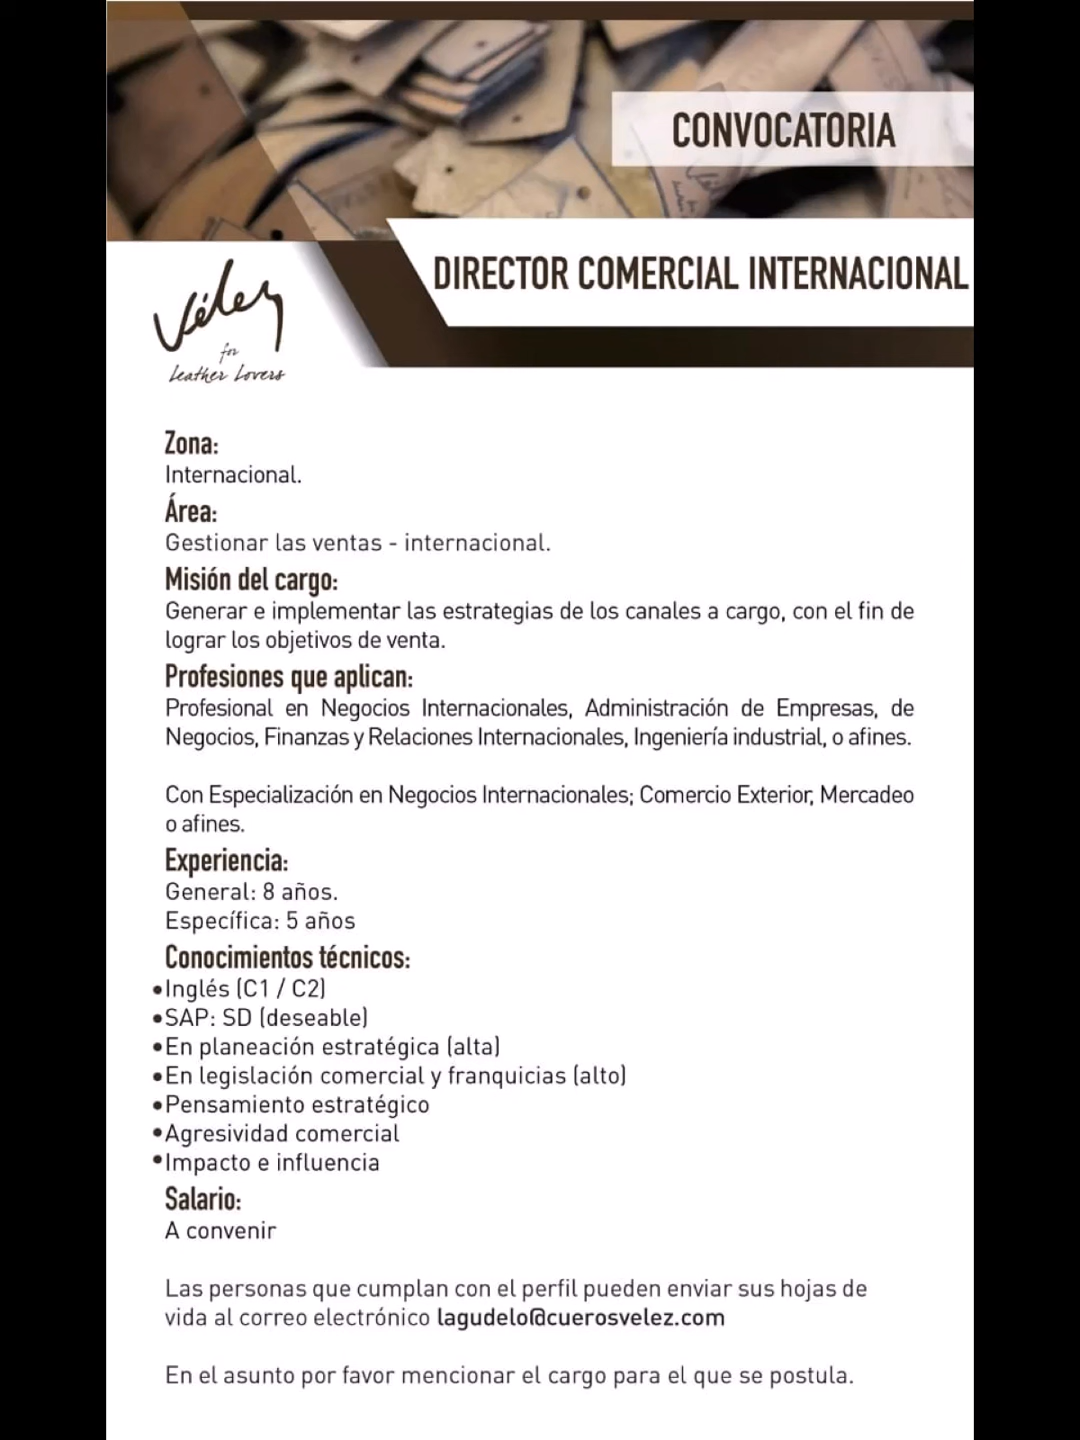 CONVOCATORIA
DIRECTOR COMERCIAL INTERNACIONAL
Vélez
for
Leather Lovers
Zona:
Internacional.
Área:
Gestionar las ventas - internacional.
Misión del cargo:
Generar e implementar las estrategias de los canales a cargo, con el fin de
lograr los objetivos de venta.
Profesiones que aplican:
Profesional en Negocios Internacionales, Administración de Empresas, de
Negocios, Finanzas y Relaciones Internacionales, Ingeniería industrial, o afines.
Con Especialización en Negocios Internacionales; Comercio Exterior, Mercadeo
o afines.
Experiencia:
General: 8 años.
Específica: 5 años
Conocimientos técnicos:
•Inglés (C1 / C2)
•SAP: SD (deseable)
•En planeación estratégica (alta)
•En legislación comercial y franquicias (alto)
•Pensamiento estratégico
•Agresividad comercial
•Impacto e influencia
Salario:
A convenir
Las personas que cumplan con el perfil pueden enviar sus hojas de
vida al correo electrónico lagudelo@cuerosvelez.com
En el asunto por favor mencionar el cargo para el que se postula.